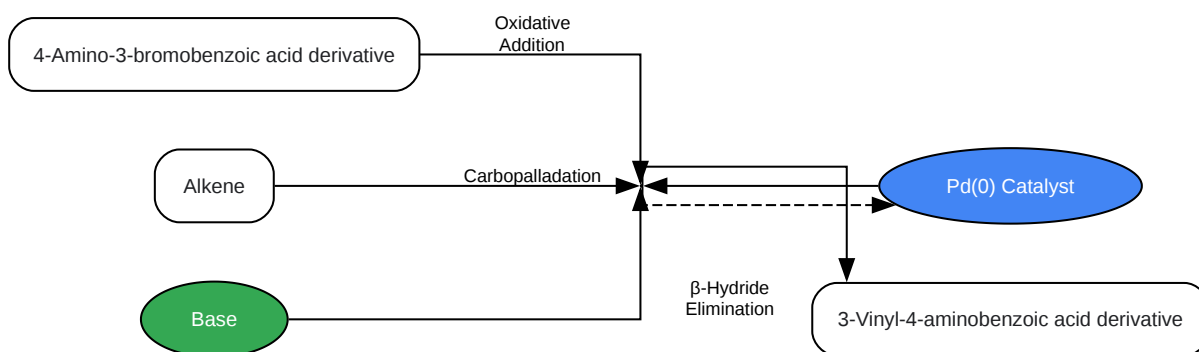 Oxidative
Addition
4-Amino-3-bromobenzoic acid derivative
Carbopalladation
Alkene
Pd(0) Catalyst
β-Hydride
Elimination
Base
3-Vinyl-4-aminobenzoic acid derivative